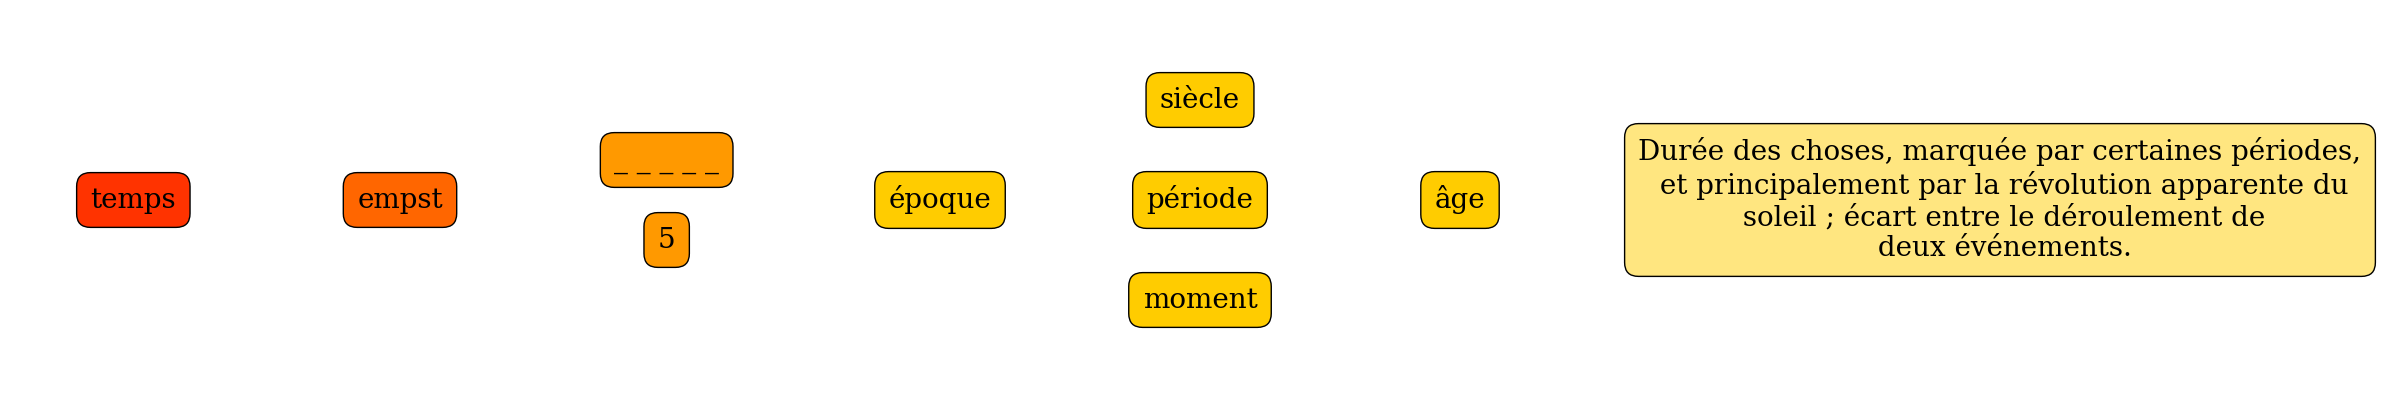 temps
empst
_ _ _ _ _
5
époque
siècle
période
moment
âge
Durée des choses, marquée par certaines périodes,
et principalement par la révolution apparente du
soleil ; écart entre le déroulement de
deux événements.